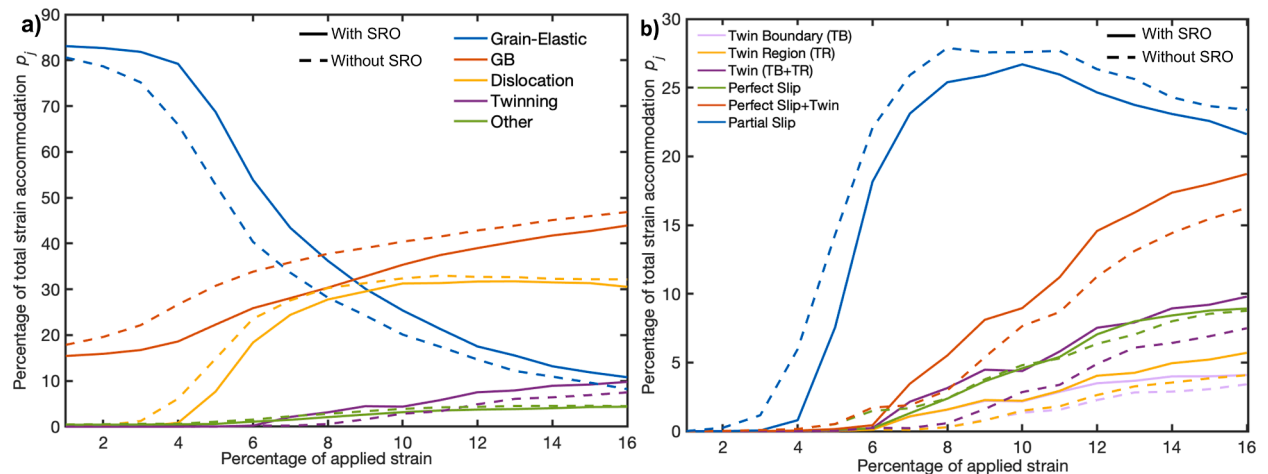 a)
90
80
70
60
50
40
30
20
10
0
2 4 6 8 10 12 14 16
Percentage of total strain accommodation pj
Percentage of applied strain
With SRO
Without SRO
Grain-Elastic
GB
Dislocation
Twinning
Other
b)
30
25
20
15
10
5
0
2 4 6 8 10 12 14 16
Percentage of total strain accommodation pj
Percentage of applied strain
Twin Boundary (TB)
Twin Region (TR)
Twin (TB+TR)
Perfect Slip
Perfect Slip+Twin
Partial Slip
With SRO
Without SRO